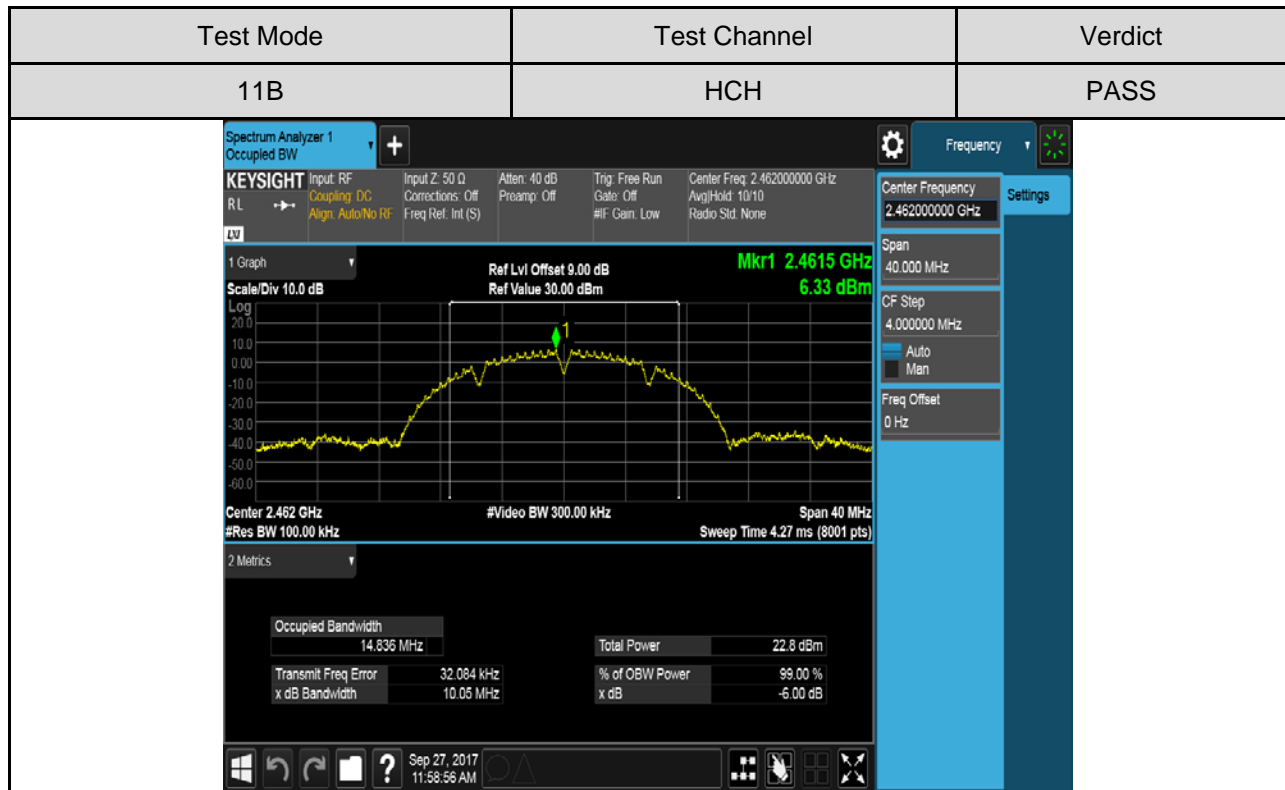 Test Mode Test Channel Verdict
11B HCH PASS
Spectrum Analyzer 1
Occupied BW
+
Frequency
KEYSIGHT Input: RF Input Z: 50 Ω Atten: 40 dB Trig: Free Run Center Freq: 2.462000000 GHz
RL Coupling: DC Corrections: Off Preamp: Off Gate: Off Avg|Hold: 10/10
Align: Auto/No RF Freq Ref: Int (S) #IF Gain: Low Radio Std: None
LXI
Center Frequency
2.462000000 GHz
Settings
Span
40.000 MHz
CF Step
4.000000 MHz
Auto
Man
Freq Offset
0 Hz
1 Graph Ref Lvl Offset 9.00 dB Mkr1 2.4615 GHz
Scale/Div 10.0 dB Ref Value 30.00 dBm 6.33 dBm
Log
20.0
10.0
0.00
-10.0
-20.0
-30.0
-40.0
-50.0
-60.0
1
Center 2.462 GHz #Video BW 300.00 kHz Span 40 MHz
#Res BW 100.00 kHz Sweep Time 4.27 ms (8001 pts)
2 Metrics
Occupied Bandwidth
14.836 MHz Total Power 22.8 dBm
Transmit Freq Error 32.084 kHz % of OBW Power 99.00 %
x dB Bandwidth 10.05 MHz x dB -6.00 dB
? Sep 27, 2017
11:58:56 AM